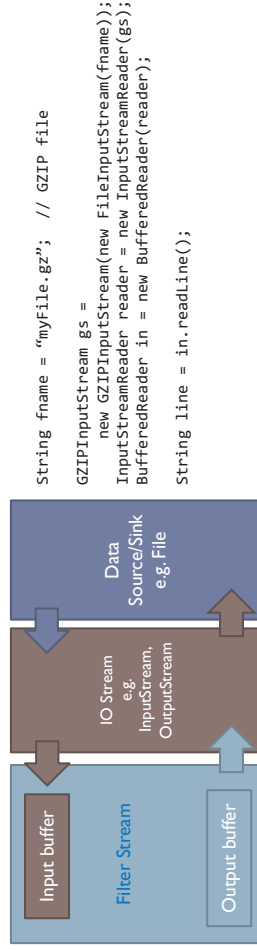 Input buffer
Filter Stream
Output buffer
IO Stream
e.g.
InputStream,
OutputStream
Data
Source/Sink
e.g. File
String fname = “myFile.gz”;  // GZIP file
GZIPInputStream gs =
new GZIPInputStream(new FileInputStream(fname));
InputStreamReader reader = new InputStreamReader(gs);
BufferedReader in = new BufferedReader(reader);
String line = in.readLine();